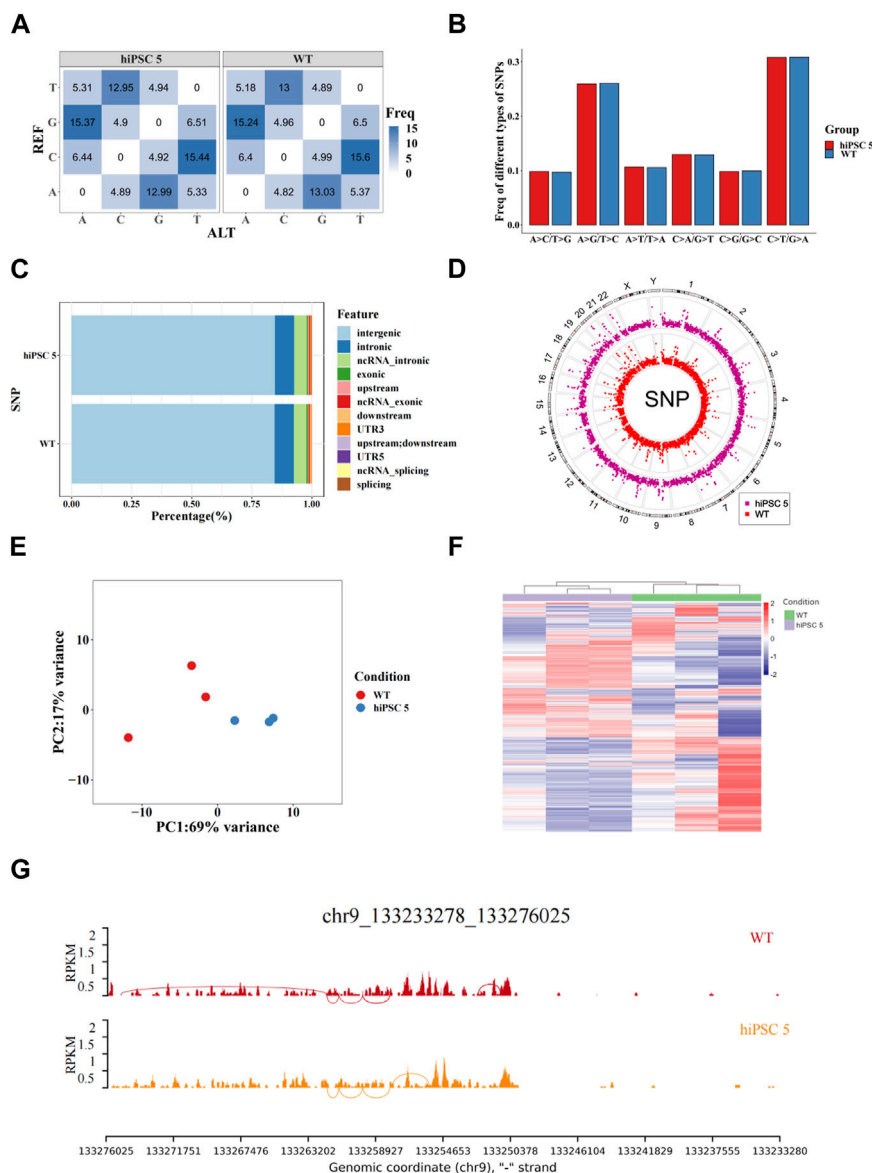 A
hiPSC 5
WT
T
5.31
12.95
4.94
0
5.18
13
4.89
0
G
15.37
4.9
0
6.51
15.24
4.96
0
6.5
C
6.44
0
4.92
15.44
6.4
0
4.99
15.6
A
0
4.89
12.99
5.33
0
4.82
13.03
5.37
A
C
G
T
A
C
G
T
REF
ALT
Freq
15
10
5
0
B
Freq of different types of SNPs
0.3
0.2
0.1
0.0
A>C/T>G
A>G/T>C
A>T/T>A
C>A/G>T
C>G/G>C
C>T/G>A
Group
hiPSC 5
WT
C
SNP
hiPSC 5
WT
0.00
0.25
0.50
0.75
1.00
Percentage(%)
Feature
intergenic
intronic
ncRNA_intronic
exonic
upstream
ncRNA_exonic
downstream
UTR3
upstream;downstream
UTR5
ncRNA_splicing
splicing
D
1
2
3
4
5
6
7
8
9
10
11
12
13
14
15
16
17
18
19
20
21
22
X
Y
SNP
hiPSC 5
WT
E
PC2:17% variance
10
0
−10
−10
0
10
PC1:69% variance
Condition
WT
hiPSC 5
F
Condition
WT
hiPSC 5
2
1
0
-1
-2
G
chr9_133233278_133276025
RPKM
2
1.5
1
0.5
WT
RPKM
2
1.5
1
0.5
hiPSC 5
133276025
133271751
133267476
133263202
133258927
133254653
133250378
133246104
133241829
133237555
133233280
Genomic coordinate (chr9), "-" strand